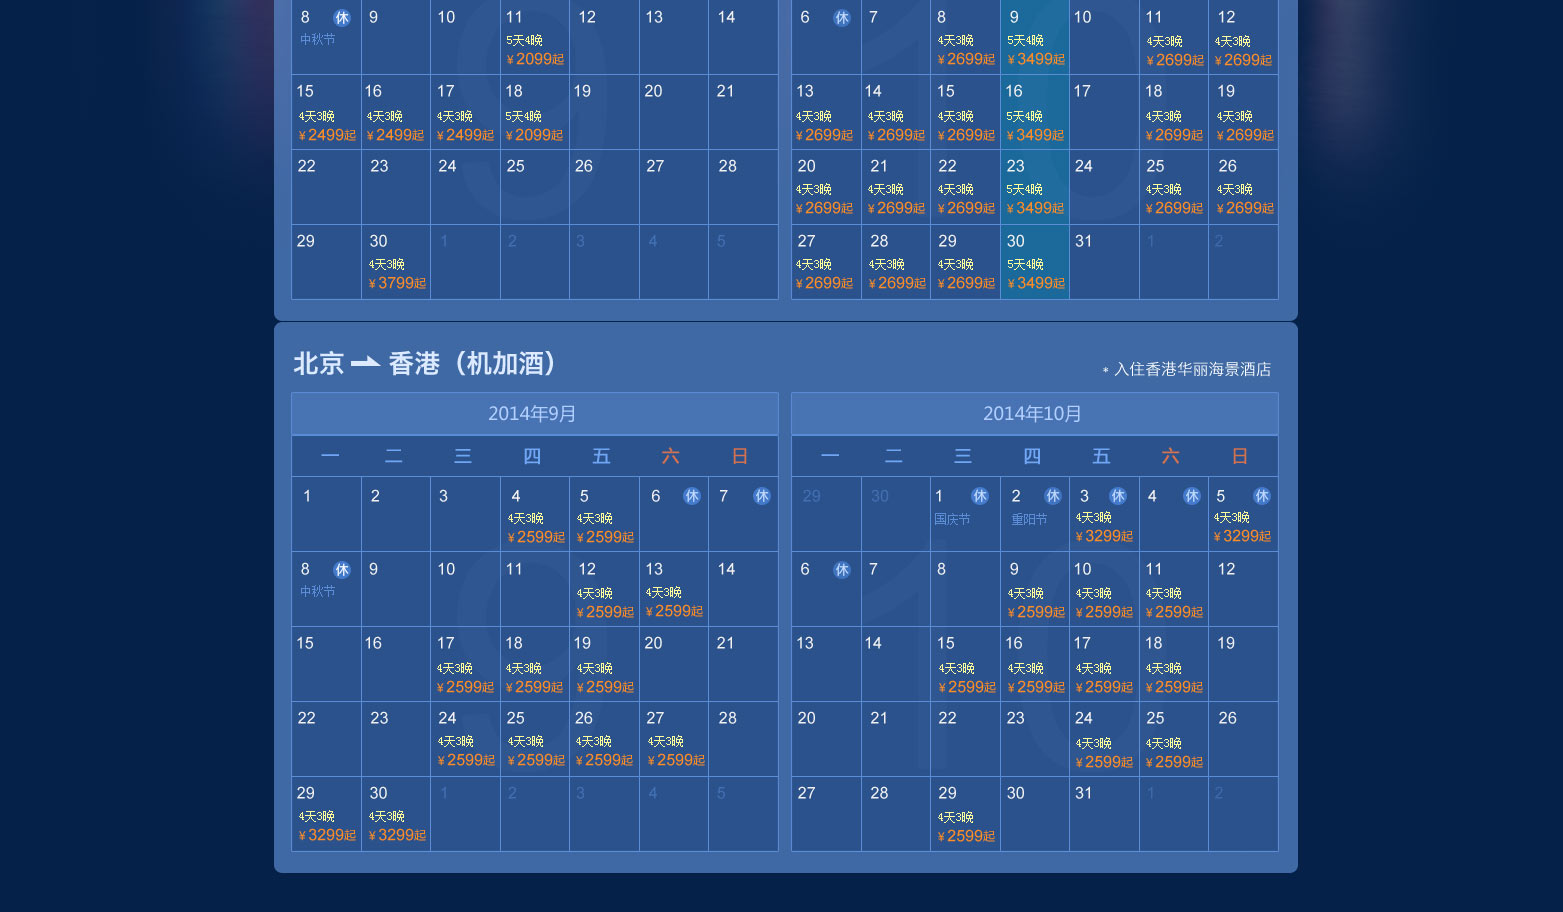 8 休 9 10 11 12 13 14
中秋节 5天4晚
¥2099起
15 16 17 18 19 20 21
4天3晚 4天3晚 4天3晚 5天4晚
¥2499起 ¥2499起 ¥2499起 ¥2099起
22 23 24 25 26 27 28
29 30 1 2 3 4 5
4天3晚
¥3799起
6 休 7 8 9 10 11 12
4天3晚 5天4晚 4天3晚 4天3晚
¥2699起 ¥3499起 ¥2699起 ¥2699起
13 14 15 16 17 18 19
4天3晚 4天3晚 4天3晚 5天4晚 4天3晚 4天3晚
¥2699起 ¥2699起 ¥2699起 ¥3499起 ¥2699起 ¥2699起
20 21 22 23 24 25 26
4天3晚 4天3晚 4天3晚 5天4晚 4天3晚 4天3晚
¥2699起 ¥2699起 ¥2699起 ¥3499起 ¥2699起 ¥2699起
27 28 29 30 31 1 2
4天3晚 4天3晚 4天3晚 5天4晚
¥2699起 ¥2699起 ¥2699起 ¥3499起
北京 香港（机加酒）
* 入住香港华丽海景酒店
2014年9月
一 二 三 四 五 六 日
1 2 3 4 5 6 休 7 休
4天3晚 4天3晚
¥2599起 ¥2599起
8 休 9 10 11 12 13 14
中秋节 4天3晚 4天3晚
¥2599起 ¥2599起
15 16 17 18 19 20 21
4天3晚 4天3晚 4天3晚
¥2599起 ¥2599起 ¥2599起
22 23 24 25 26 27 28
4天3晚 4天3晚 4天3晚 4天3晚
¥2599起 ¥2599起 ¥2599起 ¥2599起
29 30 1 2 3 4 5
4天3晚 4天3晚
¥3299起 ¥3299起
2014年10月
一 二 三 四 五 六 日
29 30 1 休 2 休 3 休 4 休 5 休
国庆节 重阳节 4天3晚 4天3晚
¥3299起 ¥3299起
6 休 7 8 9 10 11 12
4天3晚 4天3晚 4天3晚
¥2599起 ¥2599起 ¥2599起
13 14 15 16 17 18 19
4天3晚 4天3晚 4天3晚 4天3晚
¥2599起 ¥2599起 ¥2599起 ¥2599起
20 21 22 23 24 25 26
4天3晚 4天3晚
¥2599起 ¥2599起
27 28 29 30 31 1 2
4天3晚
¥2599起